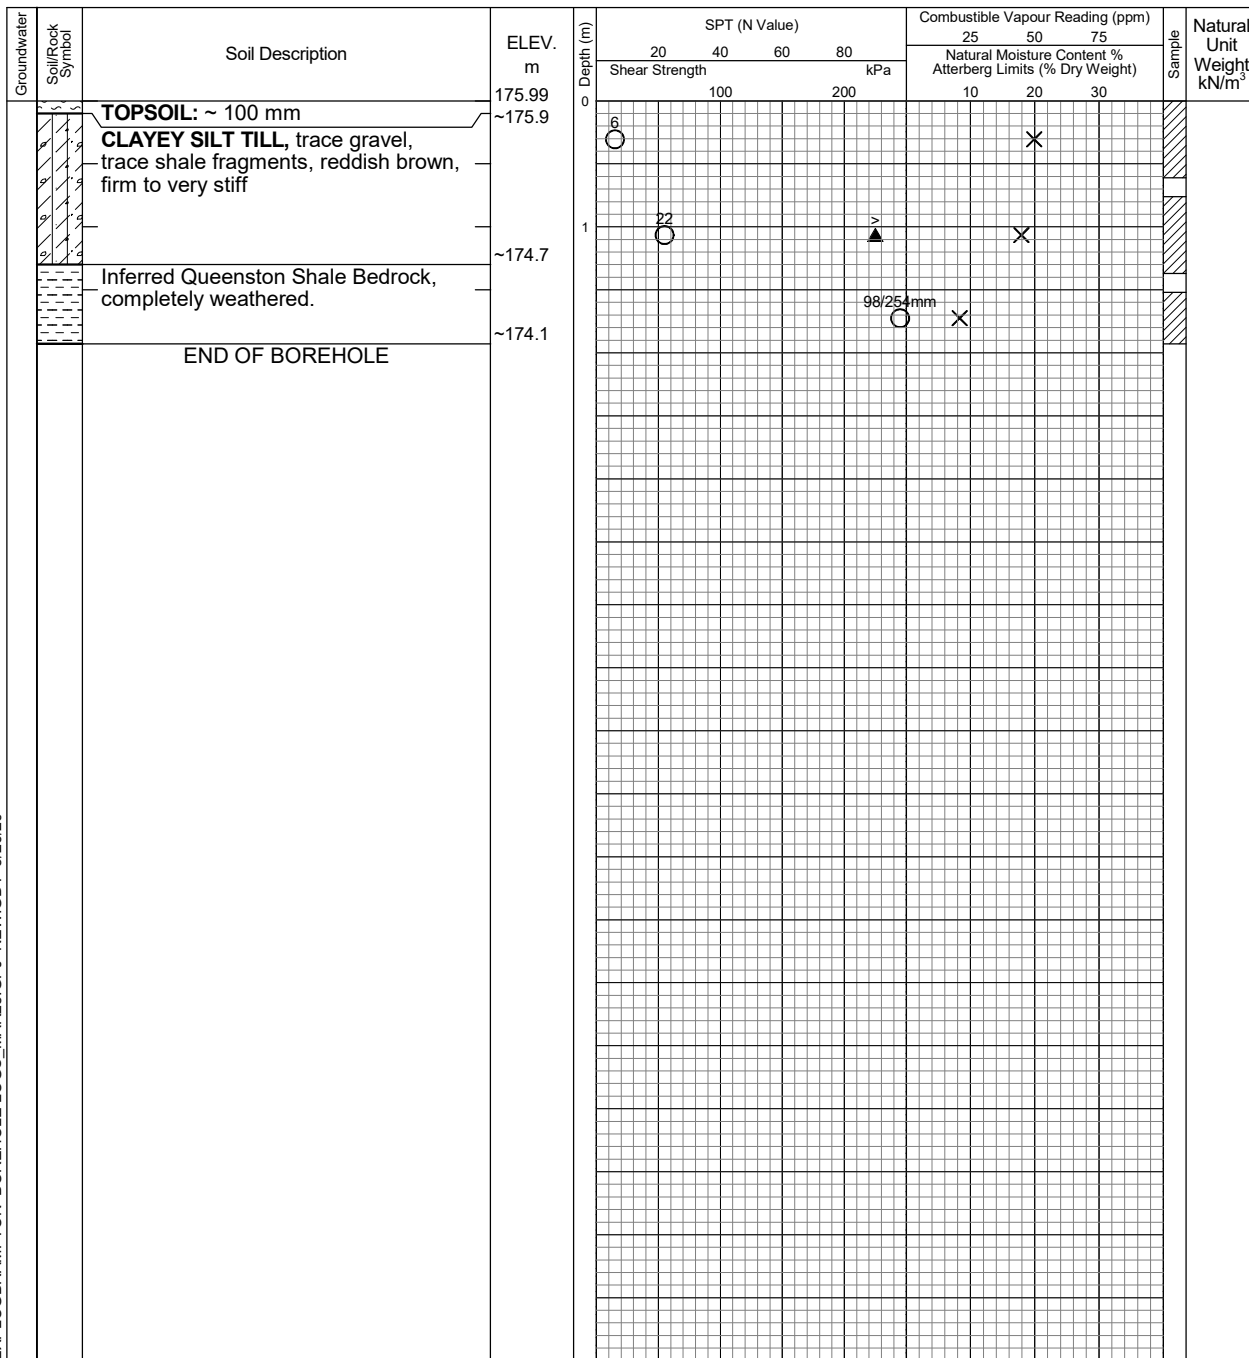 Groundwater
Soil/Rock
Symbol
Soil Description
ELEV.
m
175.99
Depth (m)
0
SPT (N Value)
20 40 60 80
Shear Strength kPa
100 200
Combustible Vapour Reading (ppm)
25 50 75
Natural Moisture Content %
Atterberg Limits (% Dry Weight)
10 20 30
Sample
Natural
Unit
Weight
kN/m³
TOPSOIL: ~ 100 mm
~175.9
CLAYEY SILT TILL, trace gravel,
trace shale fragments, reddish brown,
firm to very stiff
6
1
22
>
~174.7
Inferred Queenston Shale Bedrock,
completely weathered.
98/254mm
~174.1
END OF BOREHOLE